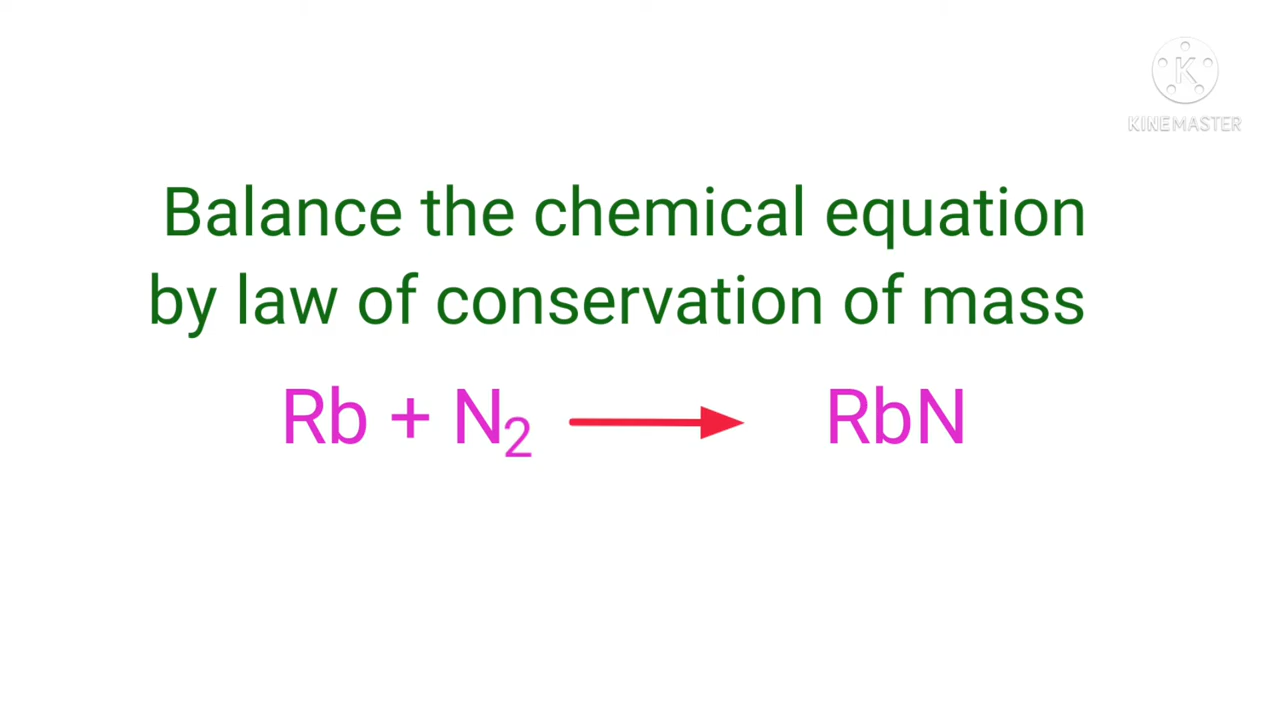 K
KINEMASTER
Balance the chemical equation
by law of conservation of mass
Rb + N₂ ⟶ RbN